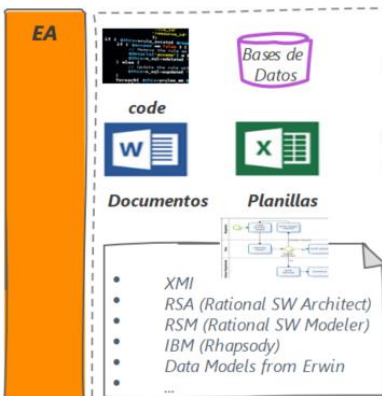 EA
Bases de
Datos
code
W
X
Documentos
Planillas
• XMI
• RSA (Rational SW Architect)
• RSM (Rational SW Modeler)
• IBM (Rhapsody)
• Data Models from Erwin
• ...